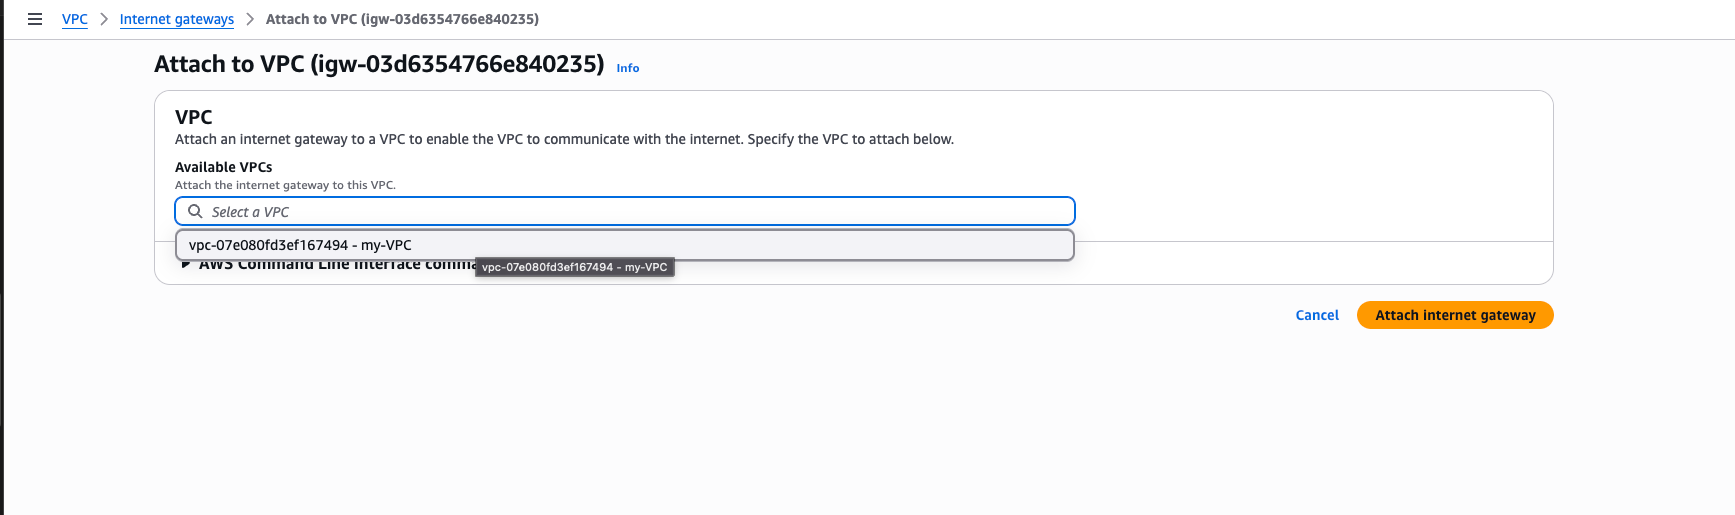 VPC > Internet gateways > Attach to VPC (igw-03d6354766e840235)
Attach to VPC (igw-03d6354766e840235) Info
VPC
Attach an internet gateway to a VPC to enable the VPC to communicate with the internet. Specify the VPC to attach below.
Available VPCs
Attach the internet gateway to this VPC.
Select a VPC
vpc-07e080fd3ef167494 - my-VPC
AWS Command Line Interface
vpc-07e080fd3ef167494 - my-VPC
Cancel Attach internet gateway